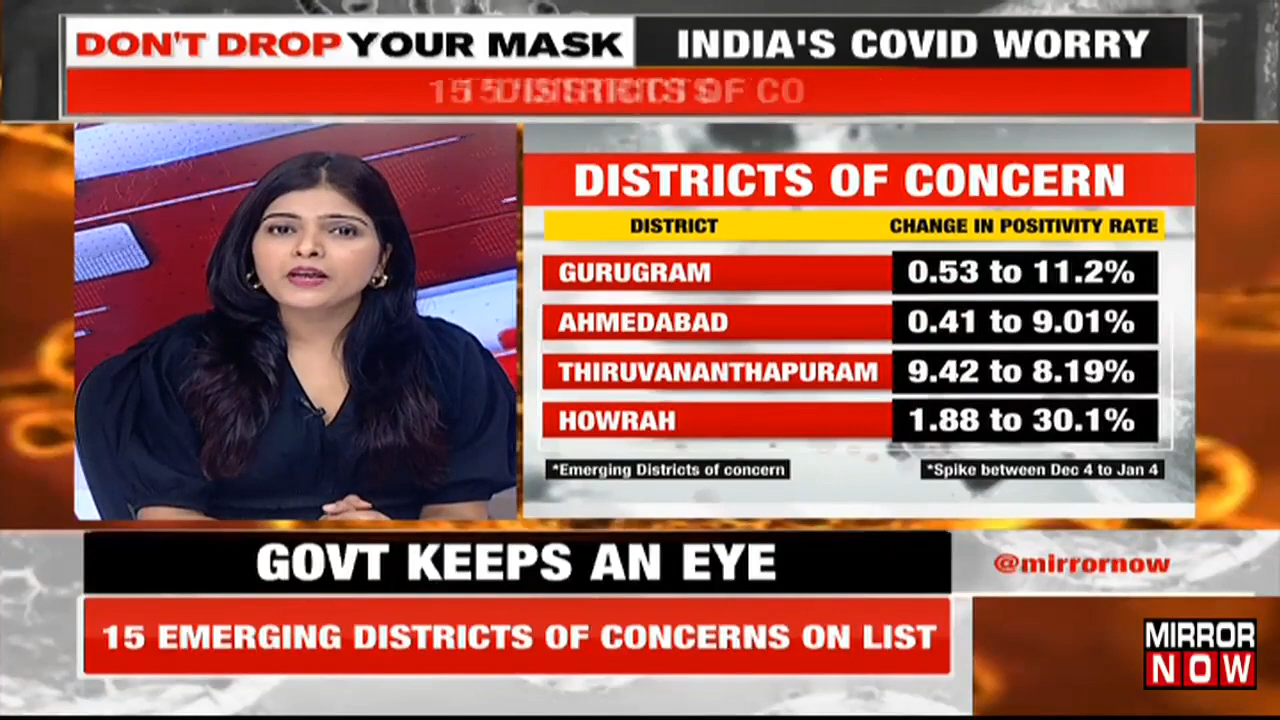 DON'T DROP YOUR MASK
INDIA'S COVID WORRY
DISTRICTS OF CONCERN
DISTRICT CHANGE IN POSITIVITY RATE
GURUGRAM 0.53 to 11.2%
AHMEDABAD 0.41 to 9.01%
THIRUVANANTHAPURAM 9.42 to 8.19%
HOWRAH 1.88 to 30.1%
*Emerging Districts of concern *Spike between Dec 4 to Jan 4
GOVT KEEPS AN EYE
@mirrornow
15 EMERGING DISTRICTS OF CONCERNS ON LIST
MIRROR
NOW